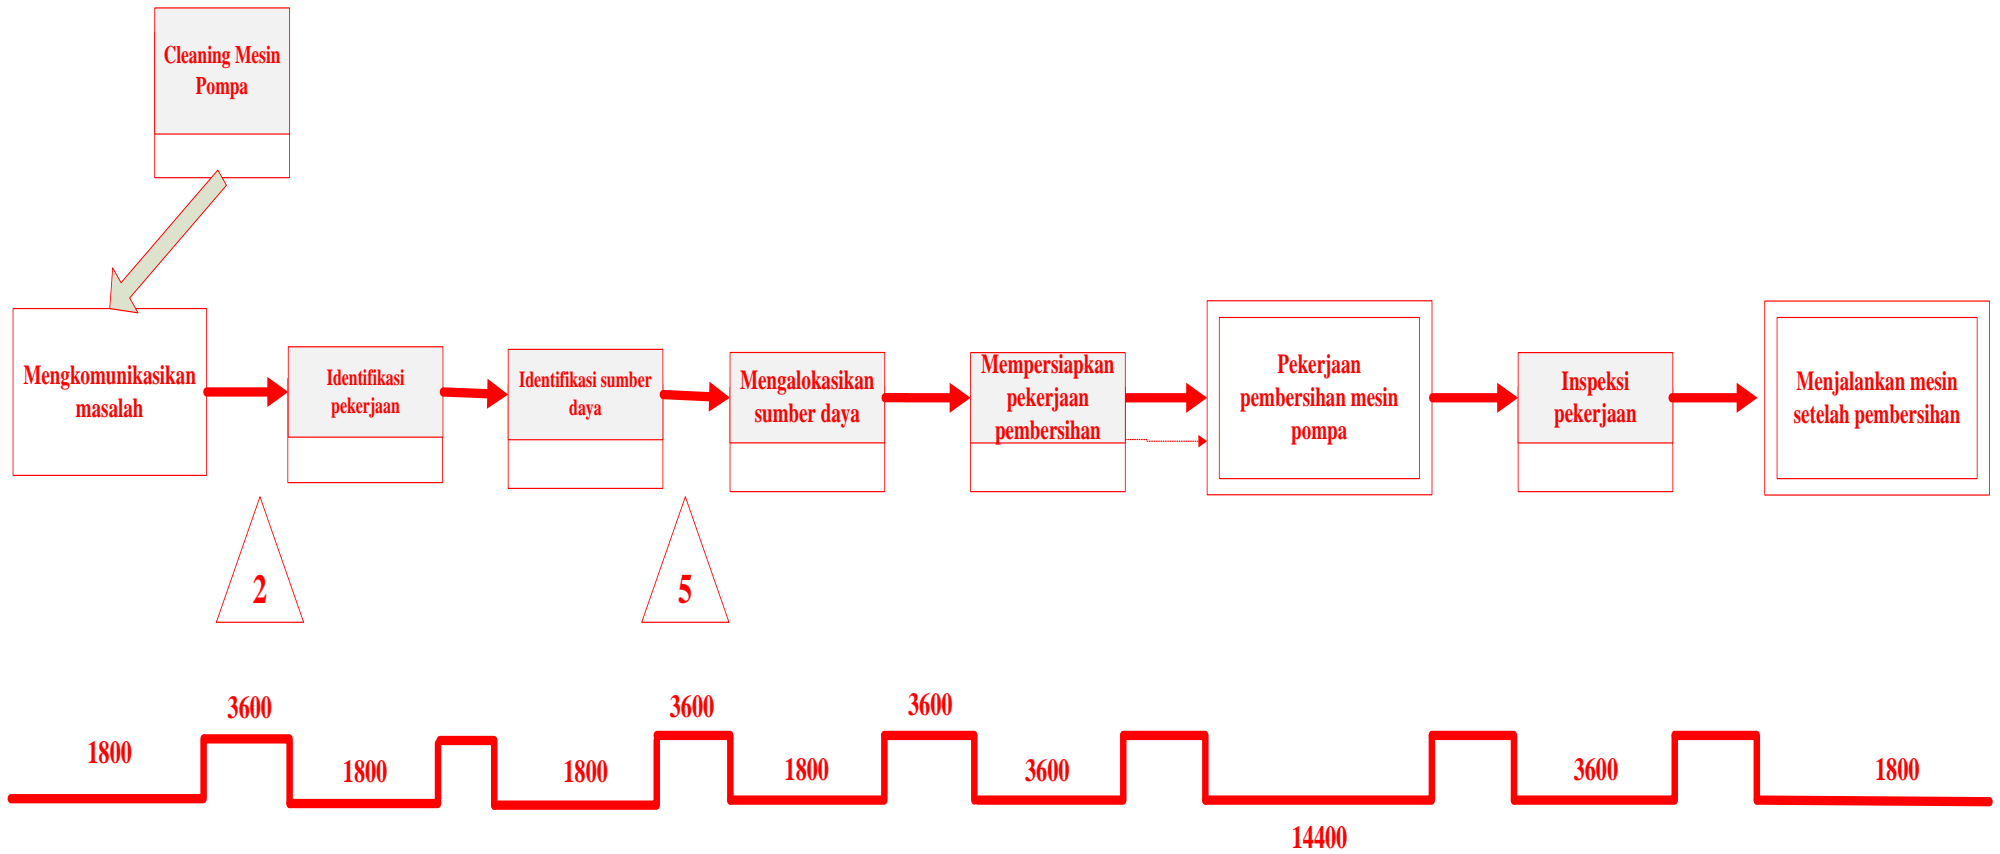 Cleaning Mesin
Pompa
Mengkomunikasikan
masalah
Identifikasi
pekerjaan
Identifikasi sumber
daya
Mengalokasikan
sumber daya
Mempersiapkan
pekerjaan
pembersihan
Pekerjaan
pembersihan mesin
pompa
Inspeksi
pekerjaan
Menjalankan mesin
setelah pembersihan
2
5
1800
3600
1800
1800
3600
1800
3600
3600
14400
3600
1800